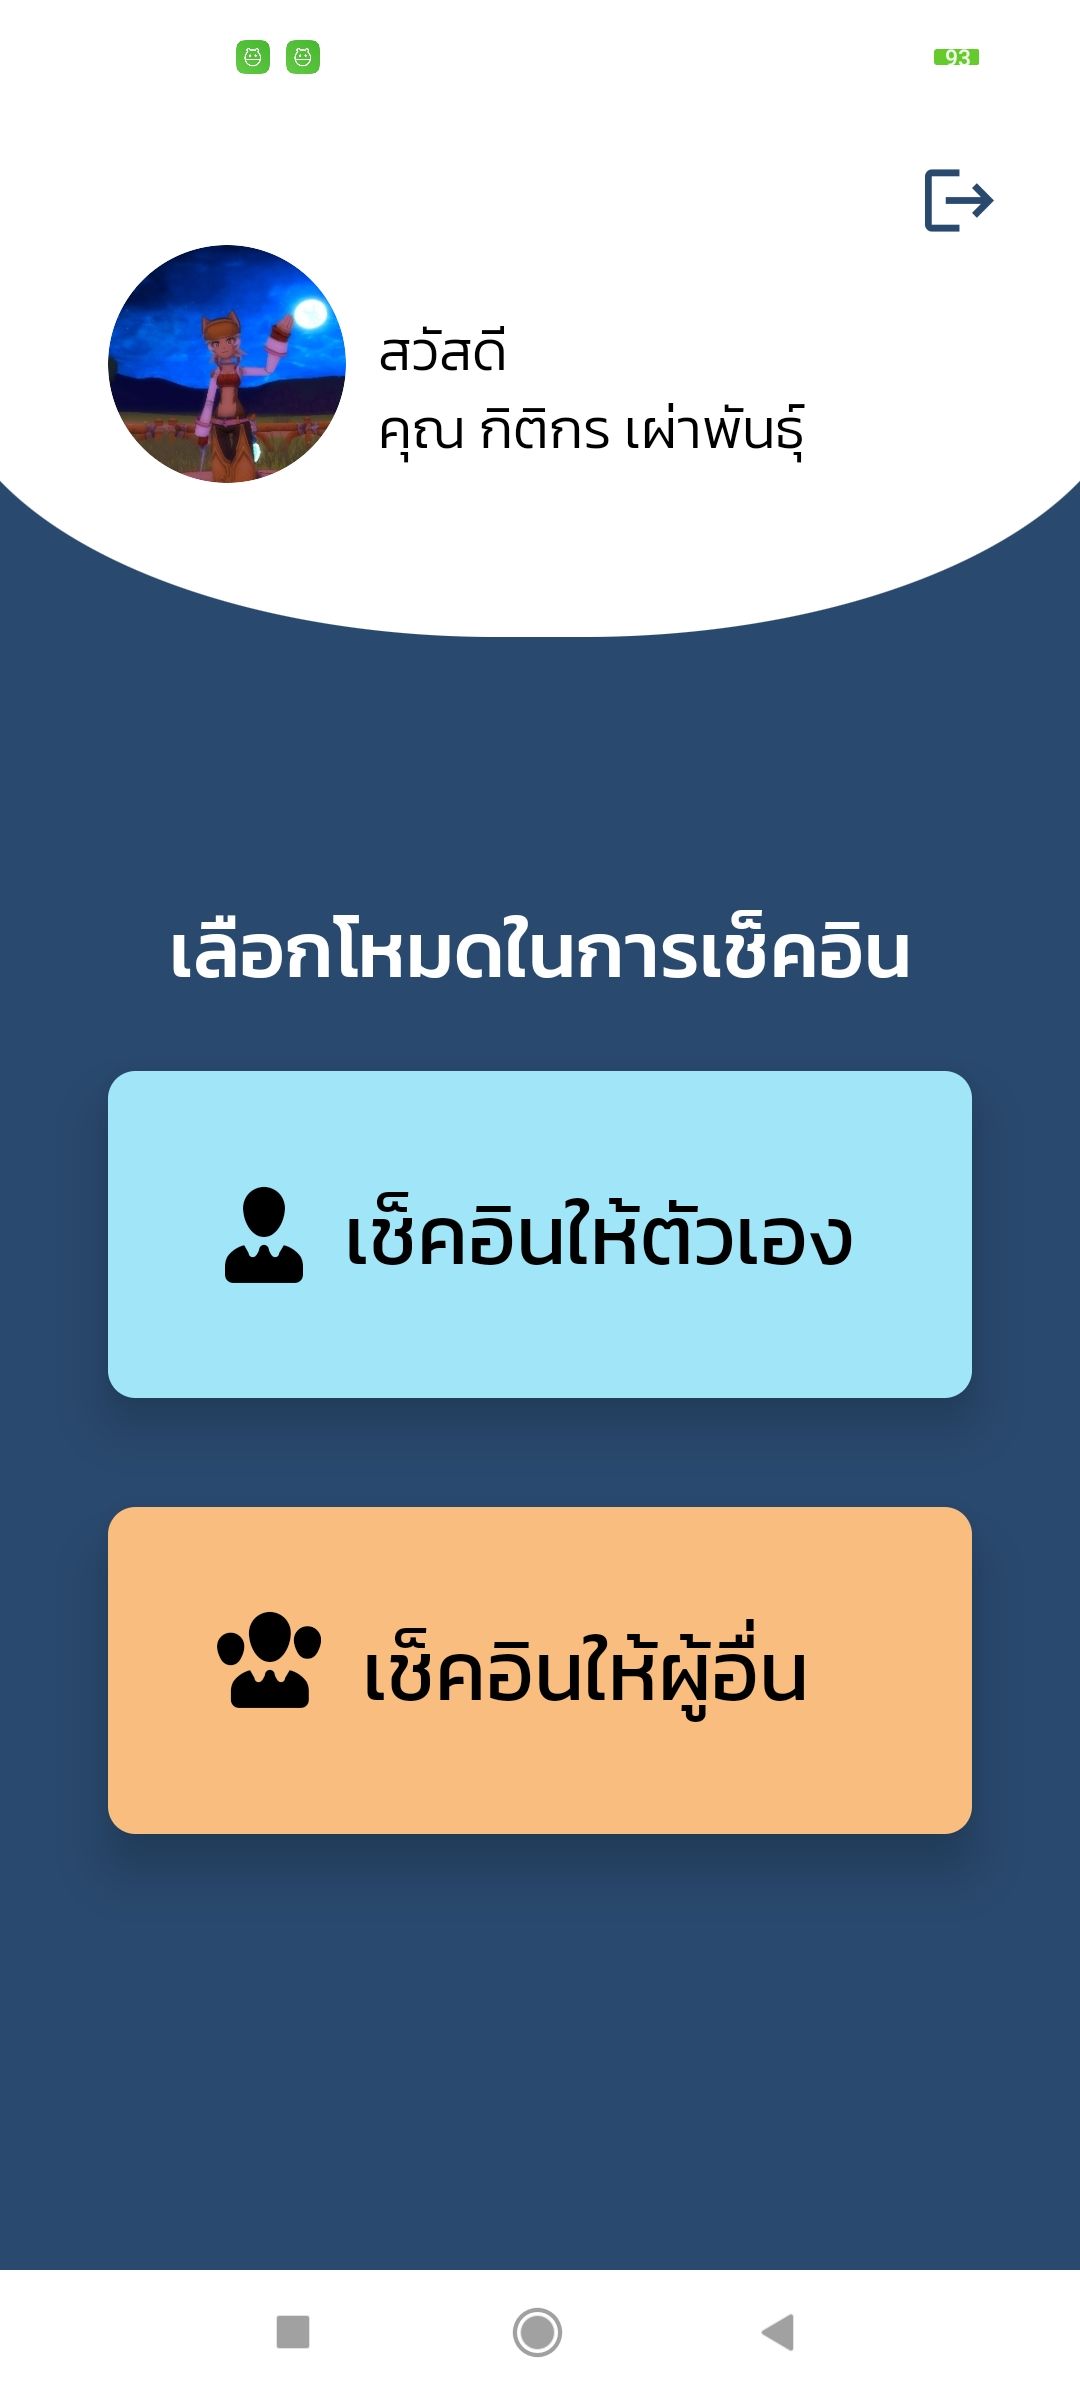 93
สวัสดี
คุณ กิติกร เผ่าพันธุ์
เลือกโหมดในการเช็คอิน
เช็คอินให้ตัวเอง
เช็คอินให้ผู้อื่น